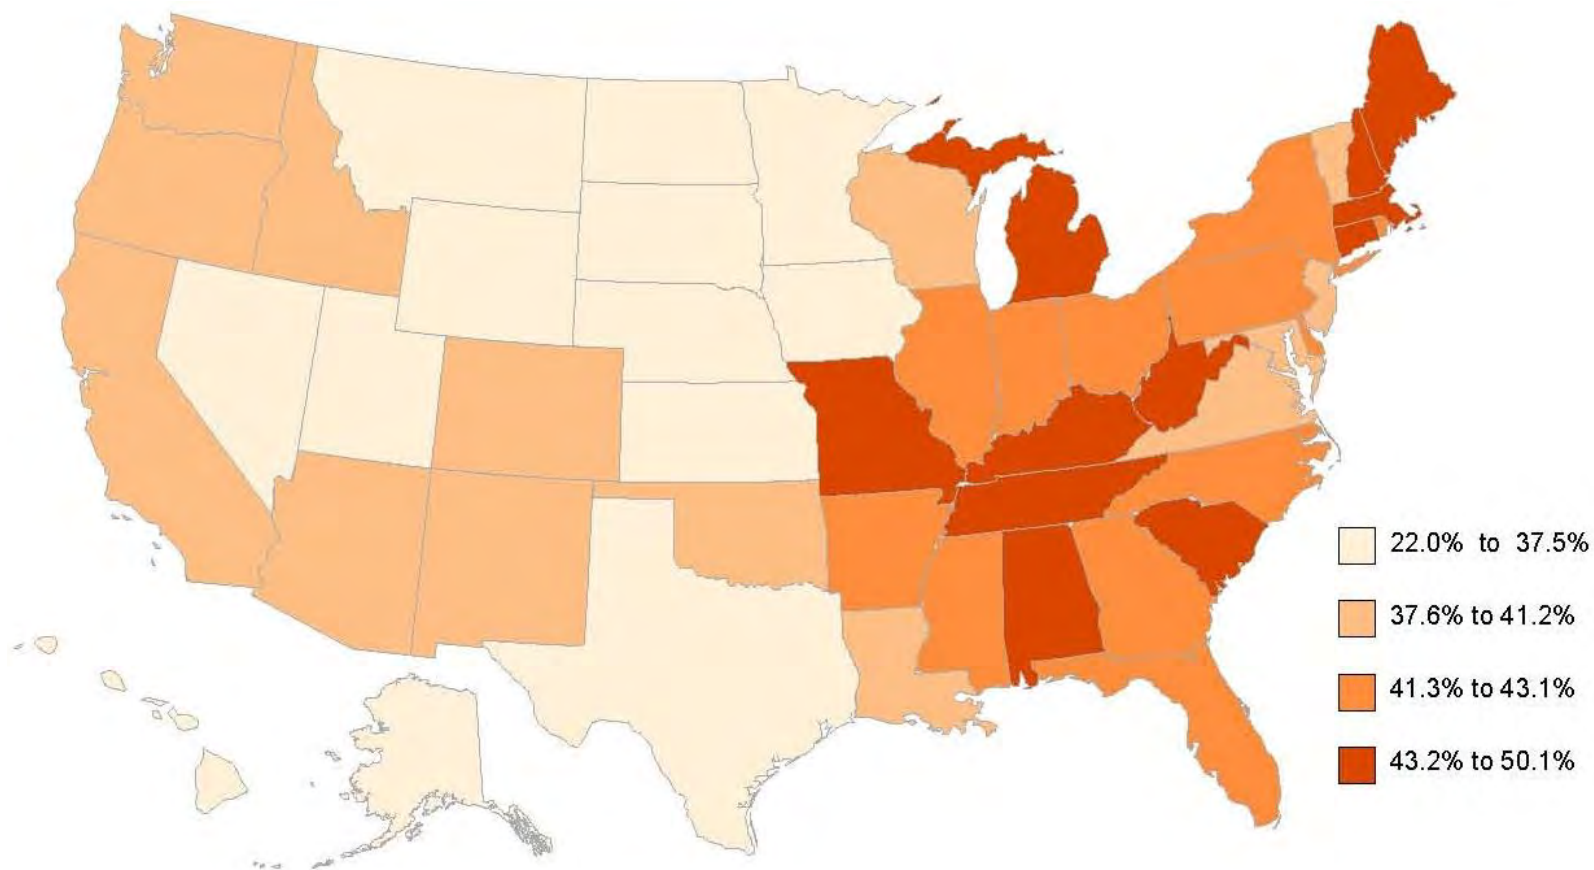 22.0% to 37.5%
37.6% to 41.2%
41.3% to 43.1%
43.2% to 50.1%